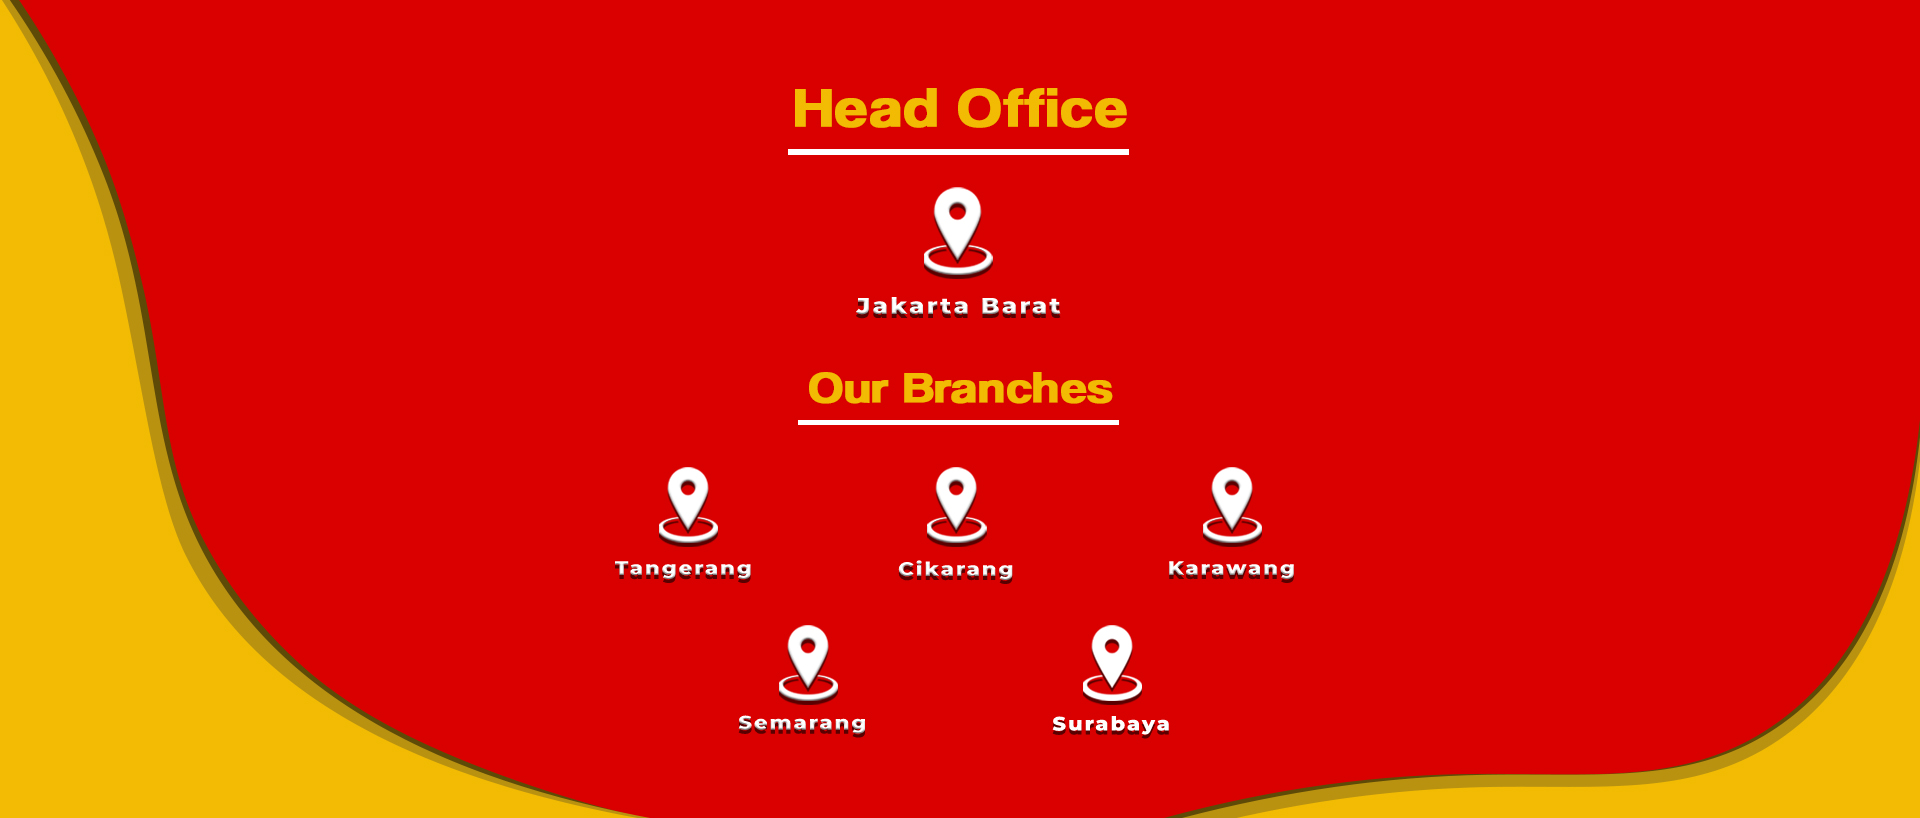 Head Office
Jakarta Barat
Our Branches
Tangerang
Cikarang
Karawang
Semarang
Surabaya